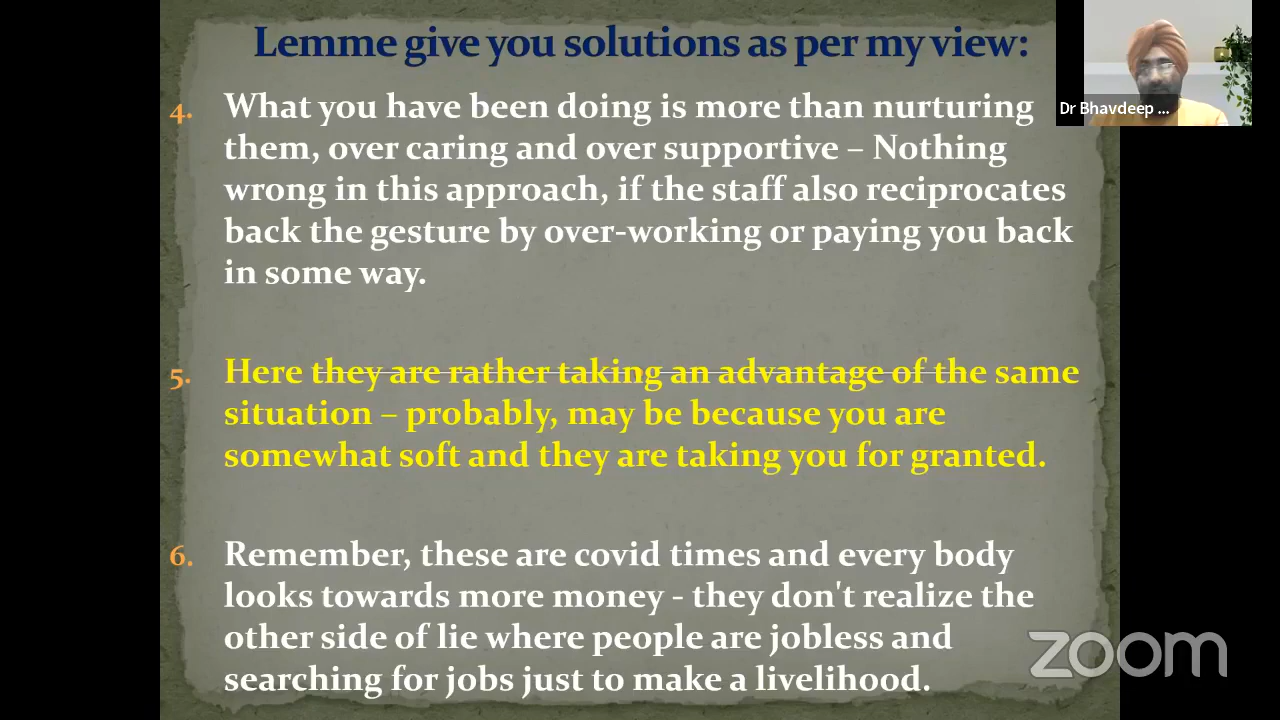 Lemme give you solutions as per my view:
Dr Bhavdeep ...
4. What you have been doing is more than nurturing
them, over caring and over supportive – Nothing
wrong in this approach, if the staff also reciprocates
back the gesture by over-working or paying you back
in some way.
5. Here they are rather taking an advantage of the same
situation – probably, may be because you are
somewhat soft and they are taking you for granted.
6. Remember, these are covid times and every body
looks towards more money - they don't realize the
other side of lie where people are jobless and
searching for jobs just to make a livelihood.
zoom